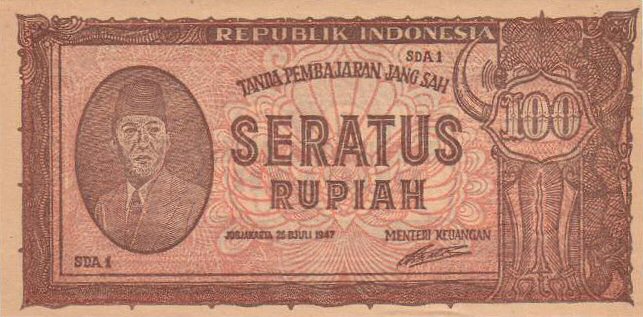 REPUBLIK INDONESIA
SDA 1
TANDA PEMBAJARAN JANG SAH
100
SERATUS
RUPIAH
JOGJAKARTA 26 DJULI 1947
MENTERI KEUANGAN
SDA 1